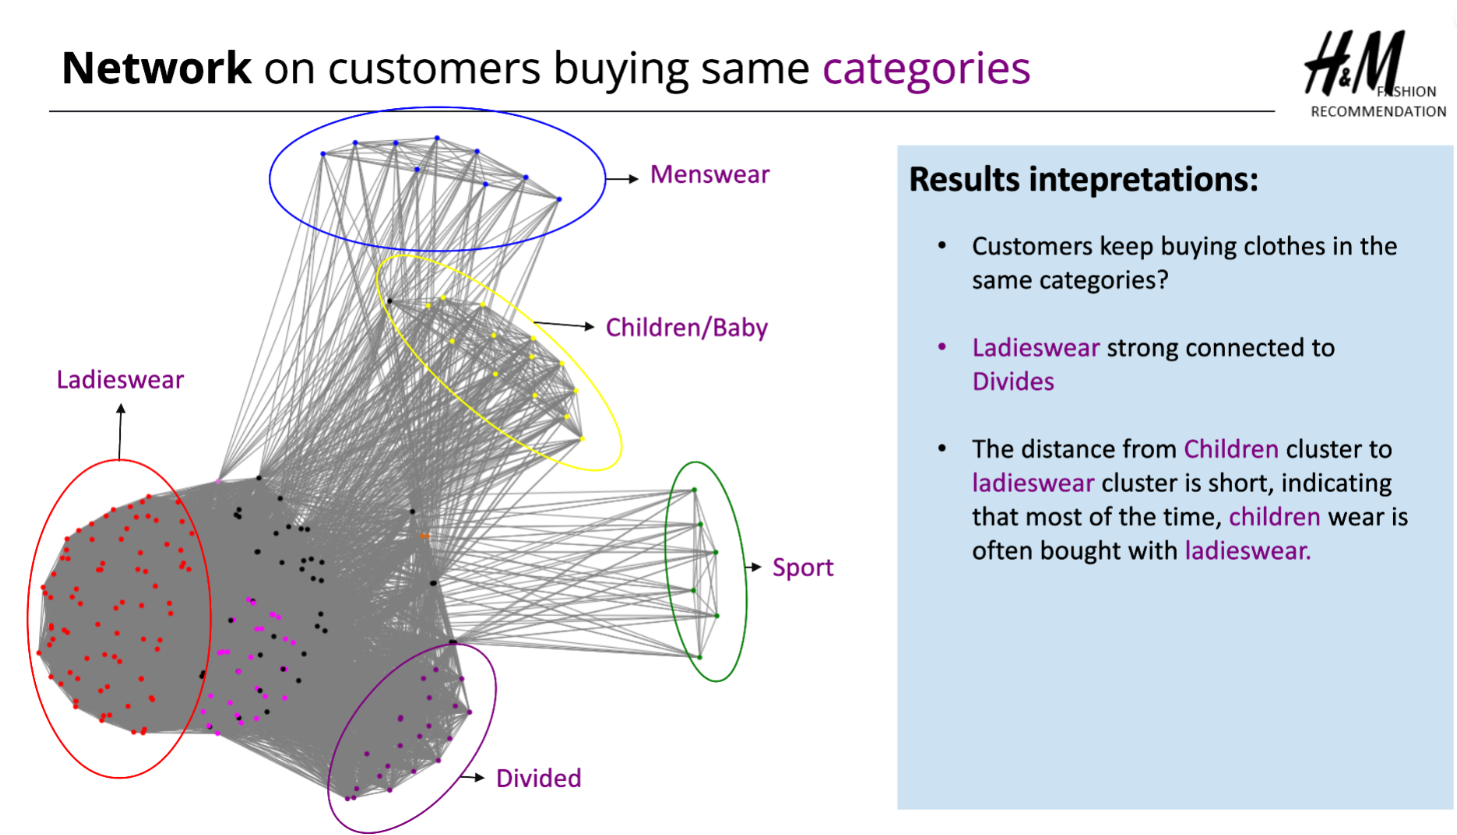 Network on customers buying same categories
H&M
FASHION
RECOMMENDATION
Menswear
Children/Baby
Ladieswear
Sport
Divided
Results intepretations:
• Customers keep buying clothes in the
same categories?
• Ladieswear strong connected to
Divides
• The distance from Children cluster to
ladieswear cluster is short, indicating
that most of the time, children wear is
often bought with ladieswear.